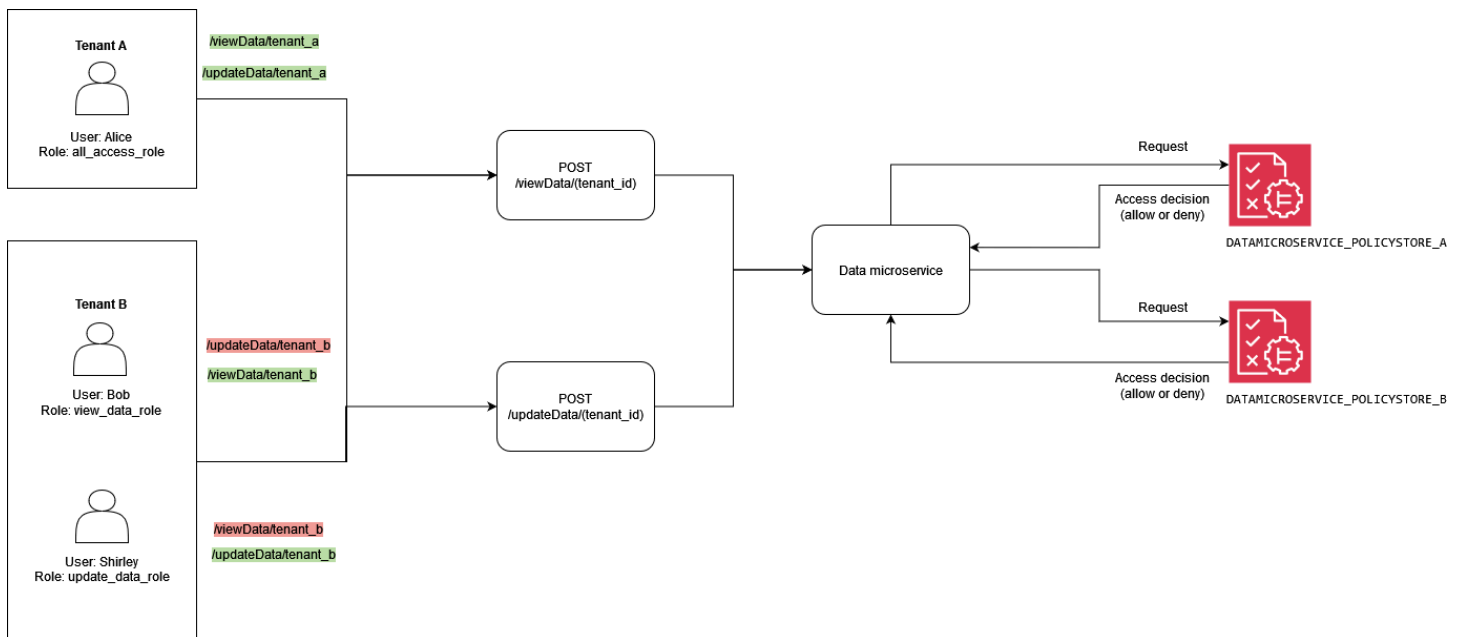 Tenant A
User: Alice
Role: all_access_role
/viewData/tenant_a
/updateData/tenant_a
Tenant B
User: Bob
Role: view_data_role
/updateData/tenant_b
/viewData/tenant_b
User: Shirley
Role: update_data_role
/viewData/tenant_b
/updateData/tenant_b
POST
/viewData/(tenant_id)
POST
/updateData/(tenant_id)
Data microservice
Request
Access decision
(allow or deny)
DATAMICROSERVICE_POLICYSTORE_A
Request
Access decision
(allow or deny)
DATAMICROSERVICE_POLICYSTORE_B